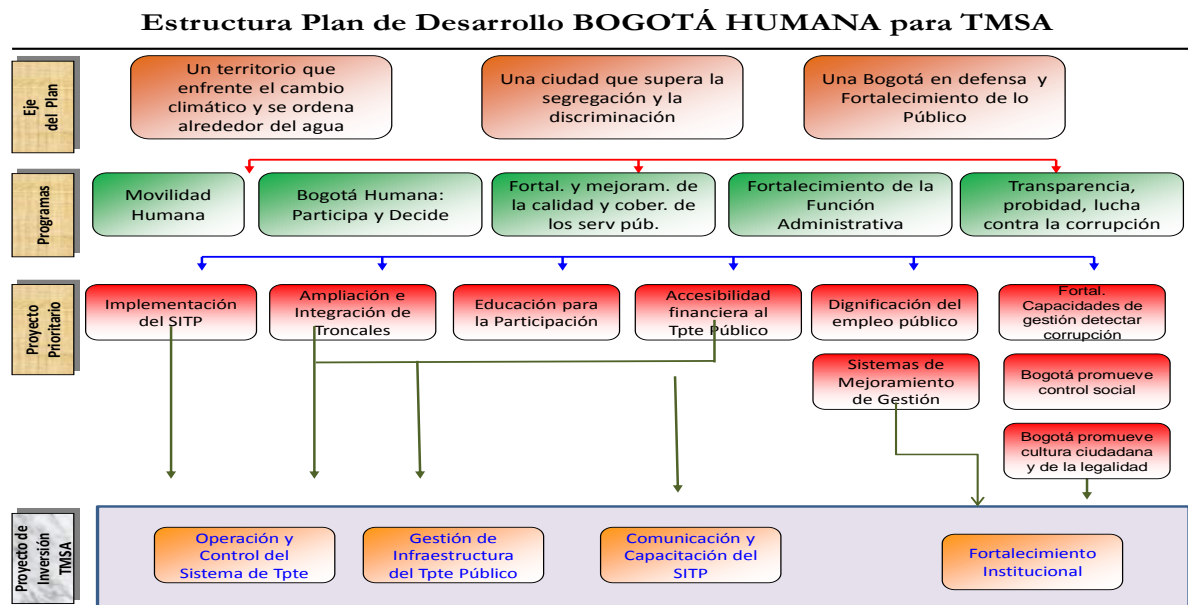 Estructura Plan de Desarrollo BOGOTÁ HUMANA para TMSA
Eje
del Plan
Un territorio que
enfrente el cambio
climático y se ordena
alrededor del agua
Una ciudad que supera la
segregación y la
discriminación
Una Bogotá en defensa y
Fortalecimiento de lo
Público
Programas
Movilidad
Humana
Bogotá Humana:
Participa y Decide
Fortal. y mejoram. de
la calidad y cober. de
los serv púb.
Fortalecimiento de la
Función
Administrativa
Transparencia,
probidad, lucha
contra la corrupción
Proyecto
Prioritario
Implementación
del SITP
Ampliación e
Integración de
Troncales
Educación para
la Participación
Accesibilidad
financiera al
Tpte Público
Dignificación del
empleo público
Fortal.
Capacidades de
gestión detectar
corrupción
Sistemas de
Mejoramiento
de Gestión
Bogotá promueve
control social
Bogotá promueve
cultura ciudadana
y de la legalidad
Proyecto de
Inversión
TMSA
Operación y
Control del
Sistema de Tpte
Gestión de
Infraestructura
del Tpte Público
Comunicación y
Capacitación del
SITP
Fortalecimiento
Institucional